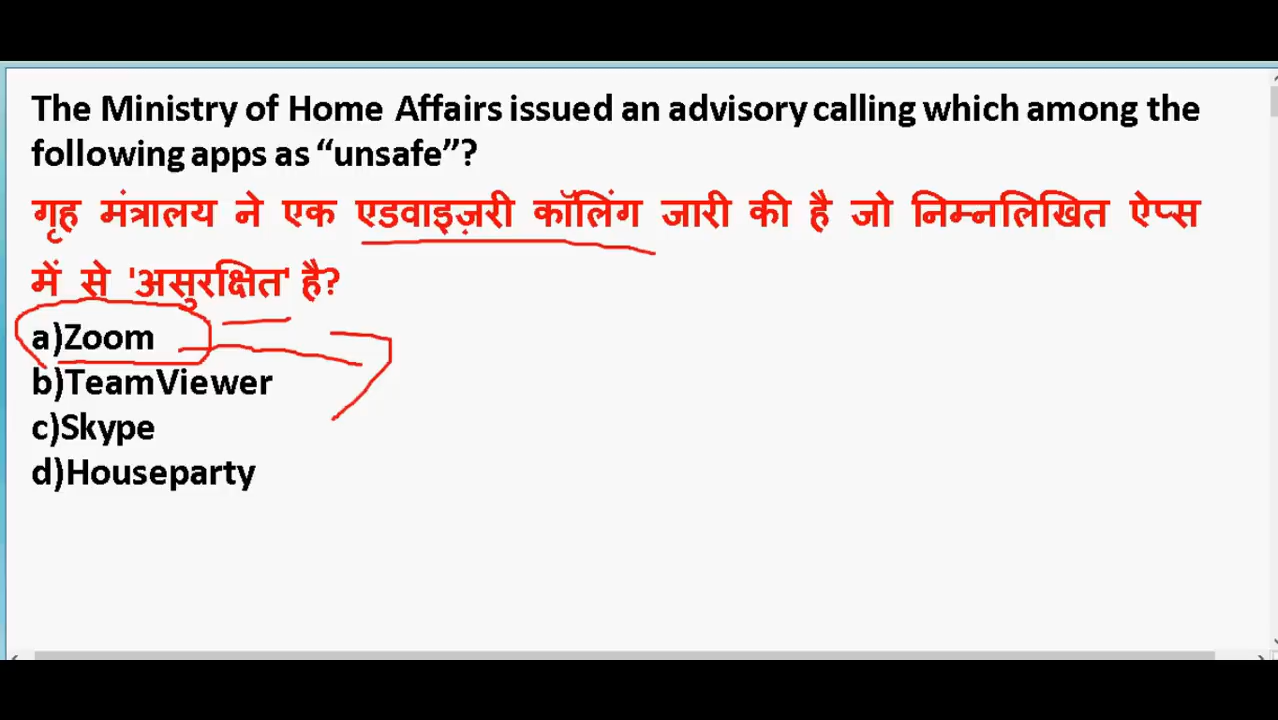 The Ministry of Home Affairs issued an advisory calling which among the
following apps as “unsafe”?
गृह मंत्रालय ने एक एडवाइज़री कॉलिंग जारी की है जो निम्नलिखित ऐप्स
में से 'असुरक्षित' है?
a)Zoom
b)TeamViewer
c)Skype
d)Houseparty